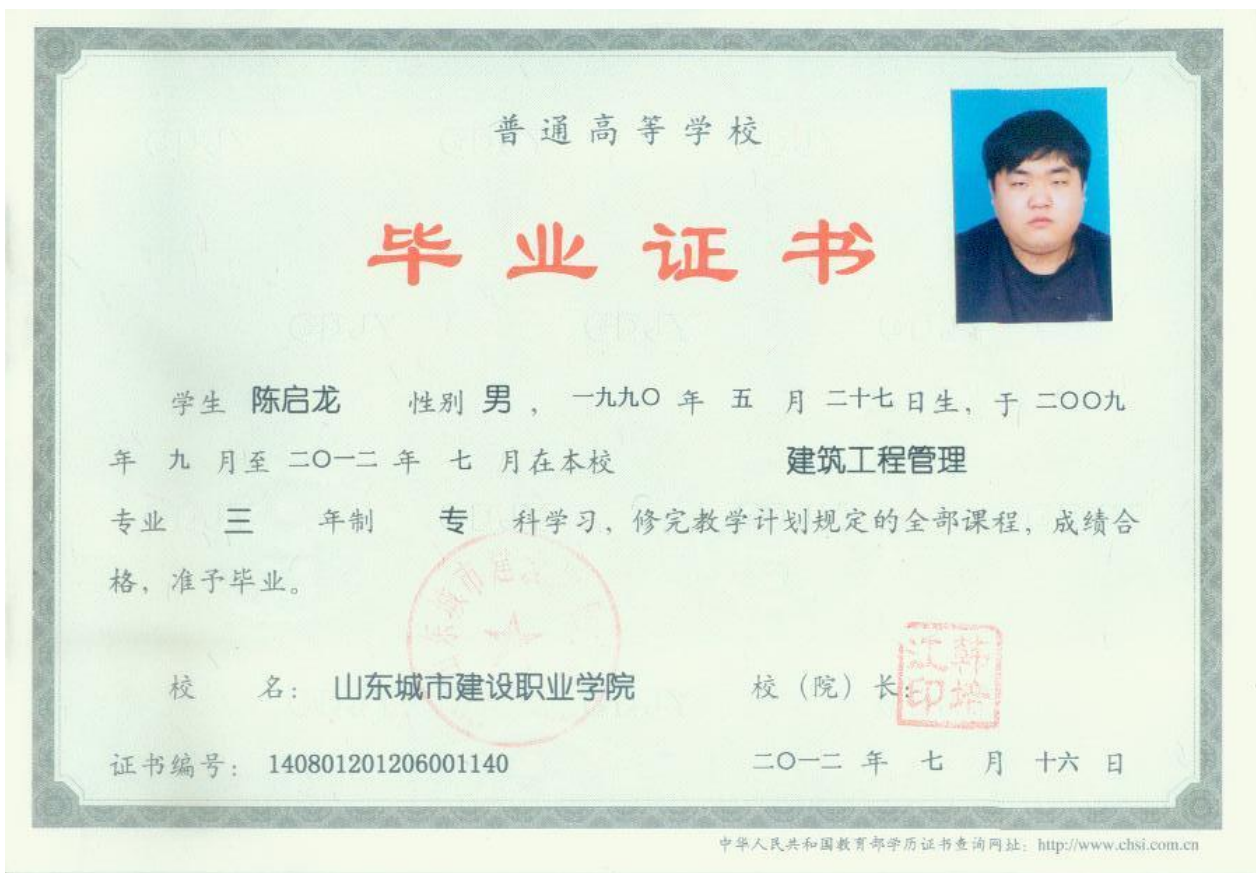 普通高等学校
毕业证书
学生 陈启龙 性别 男 ， 一九九〇 年 五 月 二十七 日生，于 二〇〇九
年 九 月至 二〇一二 年 七 月在本校 建筑工程管理
专业 三 年制 专 科学习，修完教学计划规定的全部课程，成绩合
格，准予毕业。
校 名： 山东城市建设职业学院 校（院）长：
江韩
印培
证书编号： 140801201206001140 二〇一二 年 七 月 十六 日
中华人民共和国教育部学历证书查询网址：http://www.chsi.com.cn